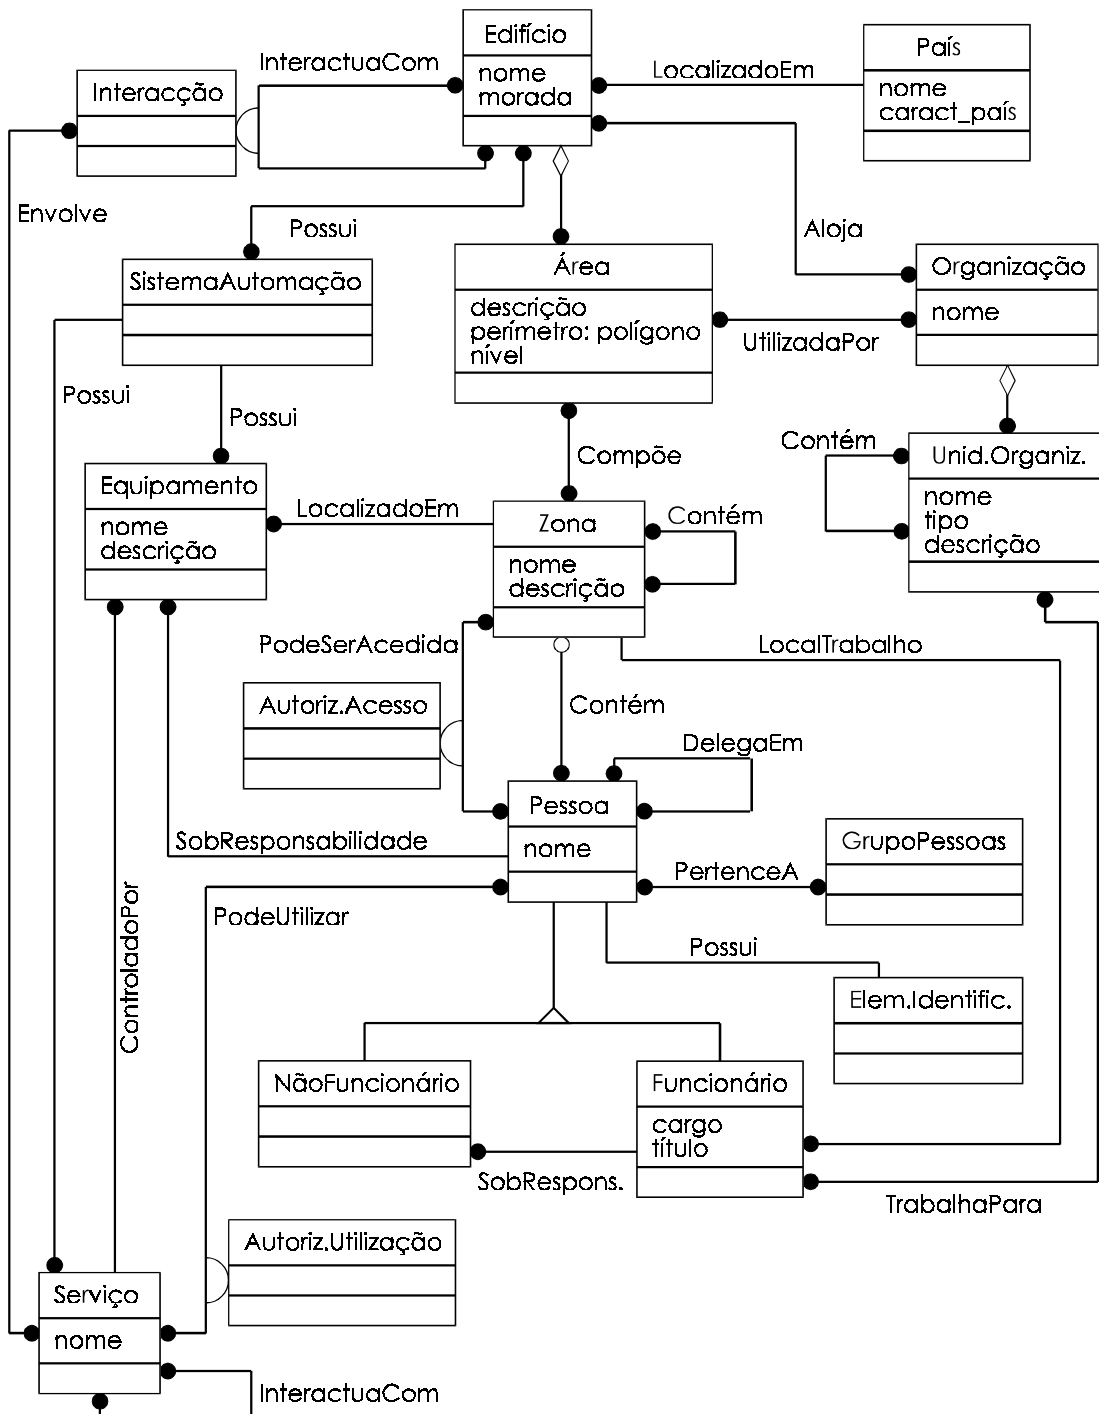 Edifício
nome
morada
País
nome
caract_país
InteractuaCom
LocalizadoEm
Interacção
Envolve
Possui
Aloja
SistemaAutomação
Área
descrição
perímetro: polígono
nível
Organização
nome
UtilizadaPor
Possui
Possui
Compõe
Contém
Unid.Organiz.
nome
tipo
descrição
Equipamento
nome
descrição
LocalizadoEm
Zona
nome
descrição
Contém
PodeSerAcedida
LocalTrabalho
Autoriz.Acesso
Contém
DelegaEm
Pessoa
nome
SobResponsabilidade
GrupoPessoas
PertenceA
PodeUtilizar
ControladoPor
Possui
Elem.Identific.
NãoFuncionário
Funcionário
cargo
título
SobRespons.
TrabalhaPara
Autoriz.Utilização
Serviço
nome
InteractuaCom